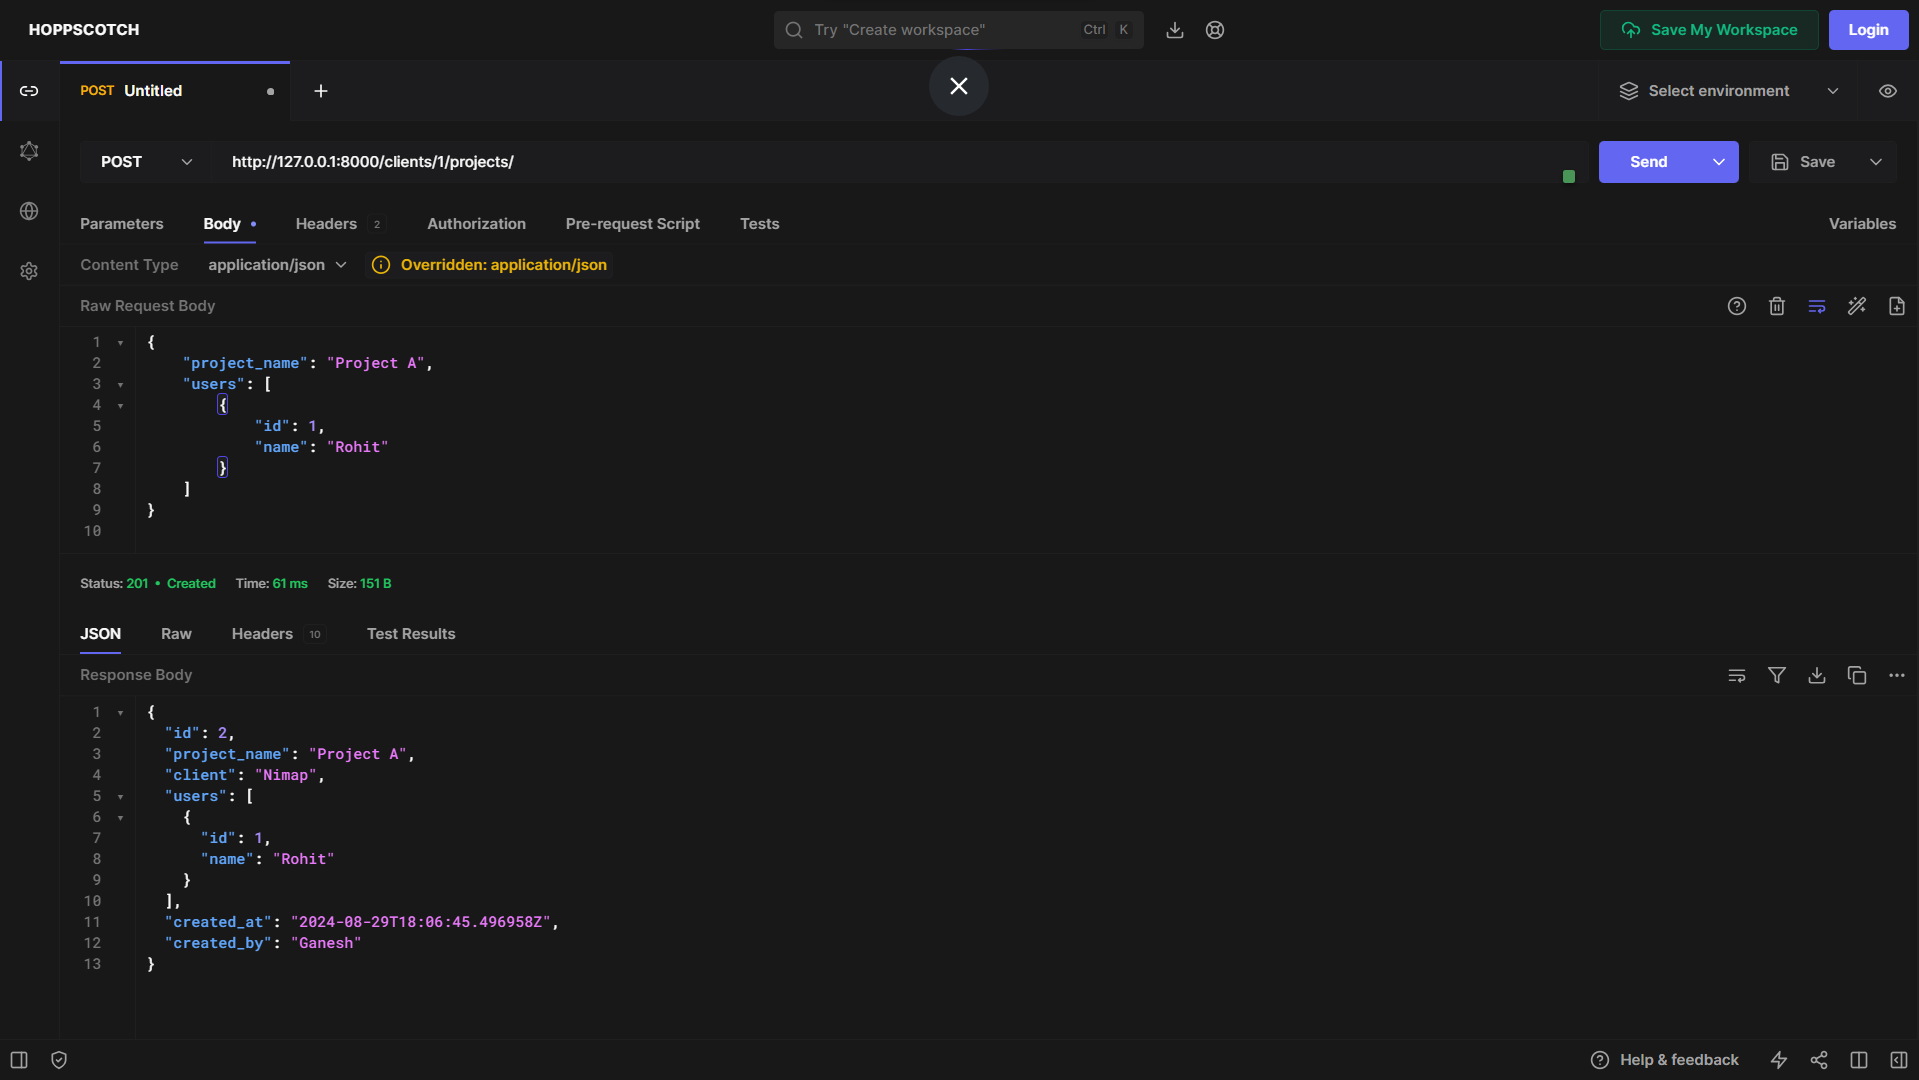 HOPPSCOTCH
Try "Create workspace"
Ctrl K
Save My Workspace
Login
POST Untitled
Select environment
POST
http://127.0.0.1:8000/clients/1/projects/
Send
Save
Parameters
Body
Headers 2
Authorization
Pre-request Script
Tests
Variables
Content Type application/json Overridden: application/json
Raw Request Body
1 {
2 "project_name": "Project A",
3 "users": [
4 {
5 "id": 1,
6 "name": "Rohit"
7 }
8 ]
9 }
10
Status: 201 • Created Time: 61 ms Size: 151 B
JSON
Raw
Headers 10
Test Results
Response Body
1 {
2 "id": 2,
3 "project_name": "Project A",
4 "client": "Nimap",
5 "users": [
6 {
7 "id": 1,
8 "name": "Rohit"
9 }
10 ],
11 "created_at": "2024-08-29T18:06:45.496958Z",
12 "created_by": "Ganesh"
13 }
Help & feedback